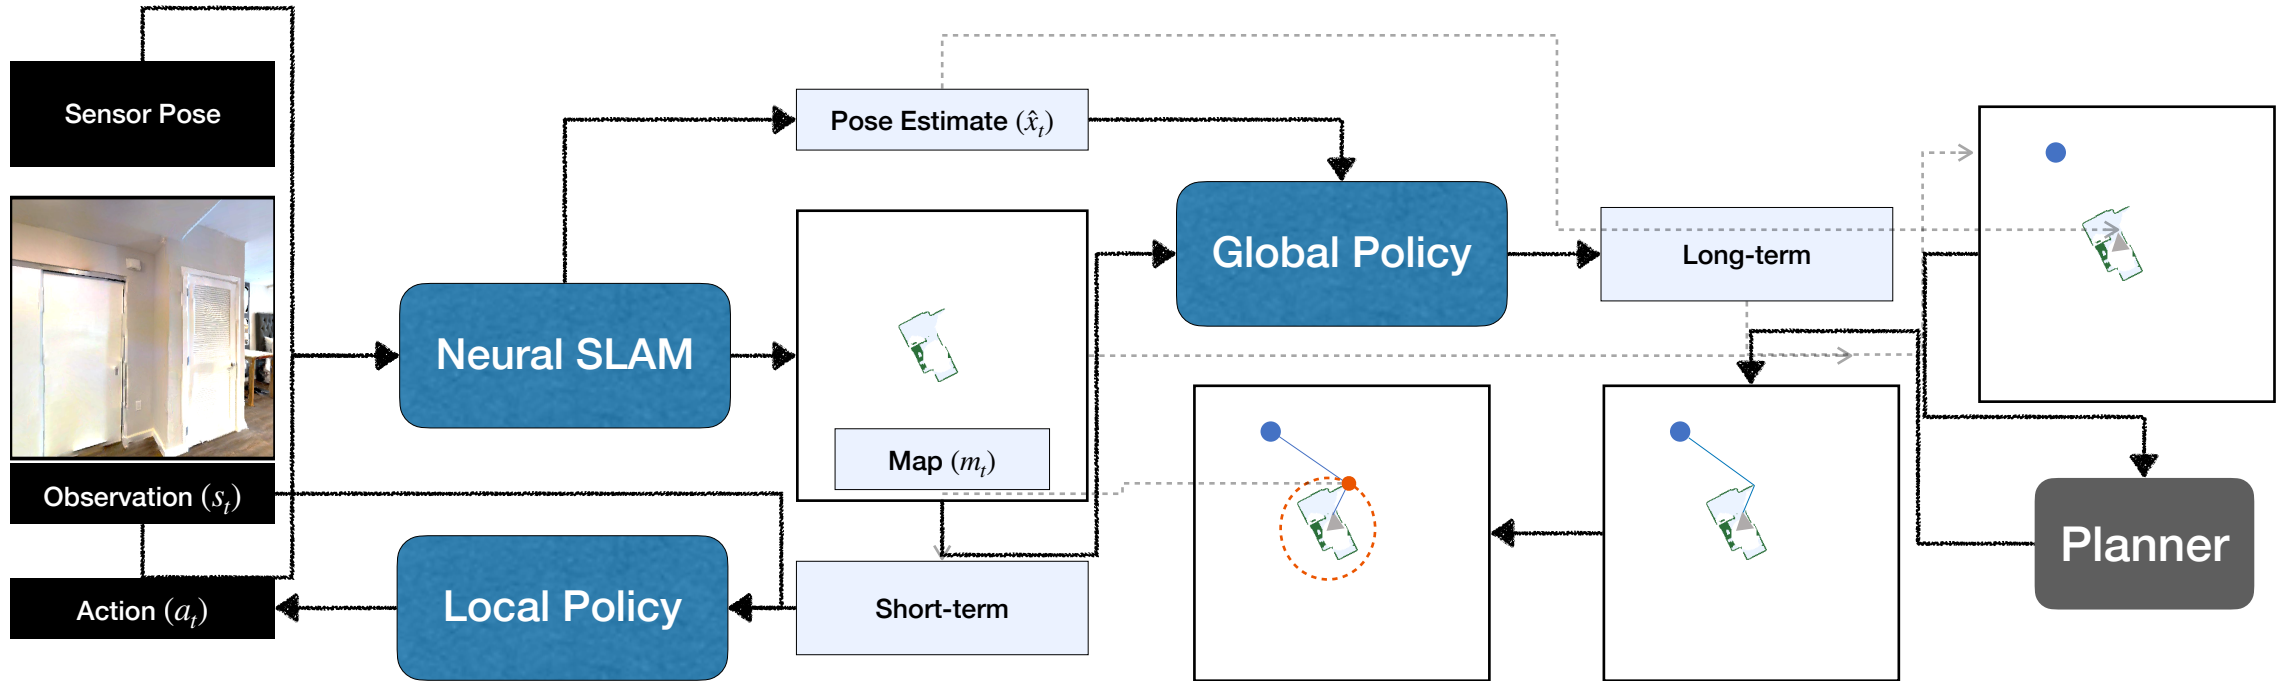 Sensor Pose
Pose Estimate (x̂ₜ)
Global Policy
Long-term
Neural SLAM
Map (mₜ)
Observation (sₜ)
Planner
Local Policy
Short-term
Action (aₜ)